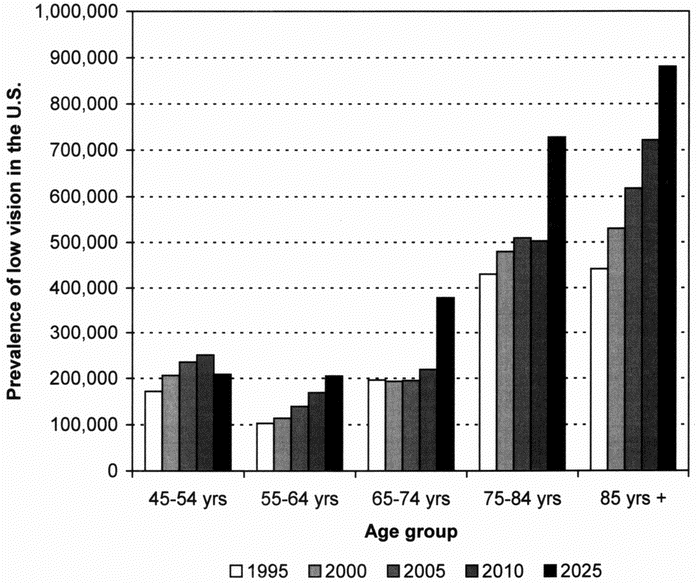 Prevalence of low vision in the U.S.
1,000,000
900,000
800,000
700,000
600,000
500,000
400,000
300,000
200,000
100,000
0
45-54 yrs 55-64 yrs 65-74 yrs 75-84 yrs 85 yrs +
Age group
1995 2000 2005 2010 2025